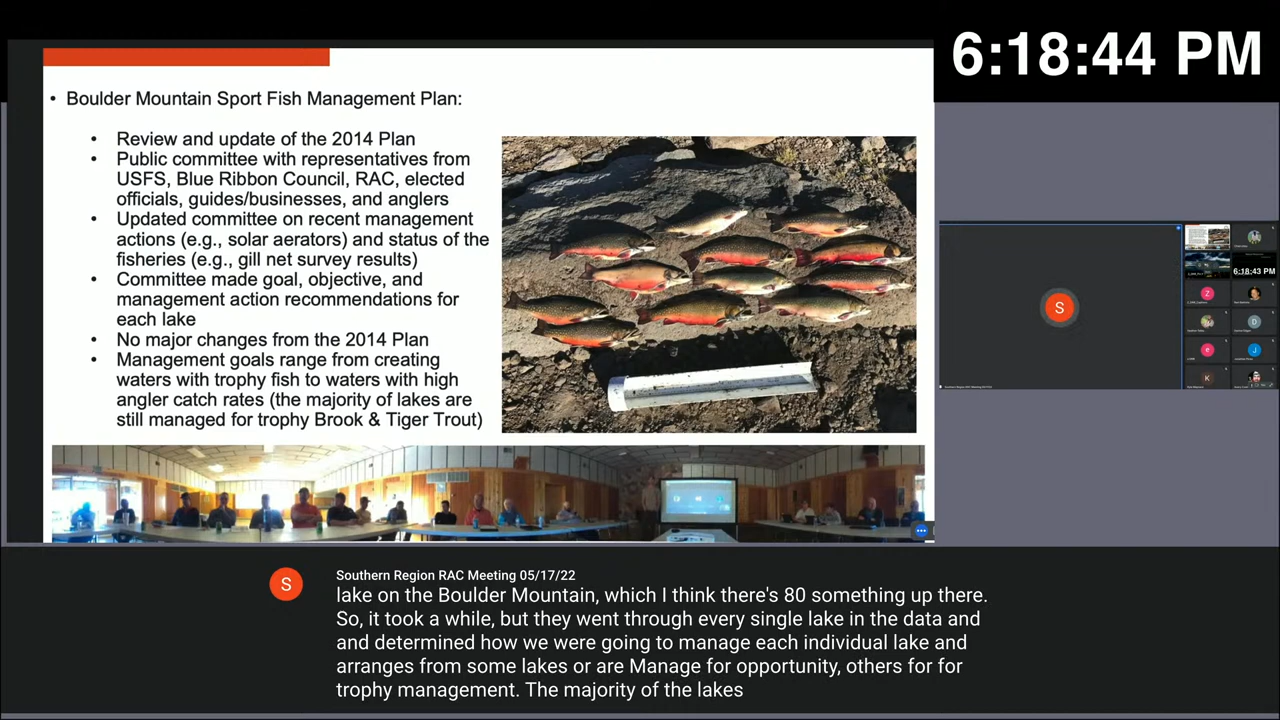 6:18:44 PM
• Boulder Mountain Sport Fish Management Plan:
• Review and update of the 2014 Plan
• Public committee with representatives from
USFS, Blue Ribbon Council, RAC, elected
officials, guides/businesses, and anglers
• Updated committee on recent management
actions (e.g., solar aerators) and status of the
fisheries (e.g., gill net survey results)
• Committee made goal, objective, and
management action recommendations for
each lake
• No major changes from the 2014 Plan
• Management goals range from creating
waters with trophy fish to waters with high
angler catch rates (the majority of lakes are
still managed for trophy Brook & Tiger Trout)
S
6:18:43 PM
Z
D
e
J
K
S
Southern Region RAC Meeting 05/17/22
lake on the Boulder Mountain, which I think there's 80 something up there.
So, it took a while, but they went through every single lake in the data and
and determined how we were going to manage each individual lake and
arranges from some lakes or are Manage for opportunity, others for for
trophy management. The majority of the lakes